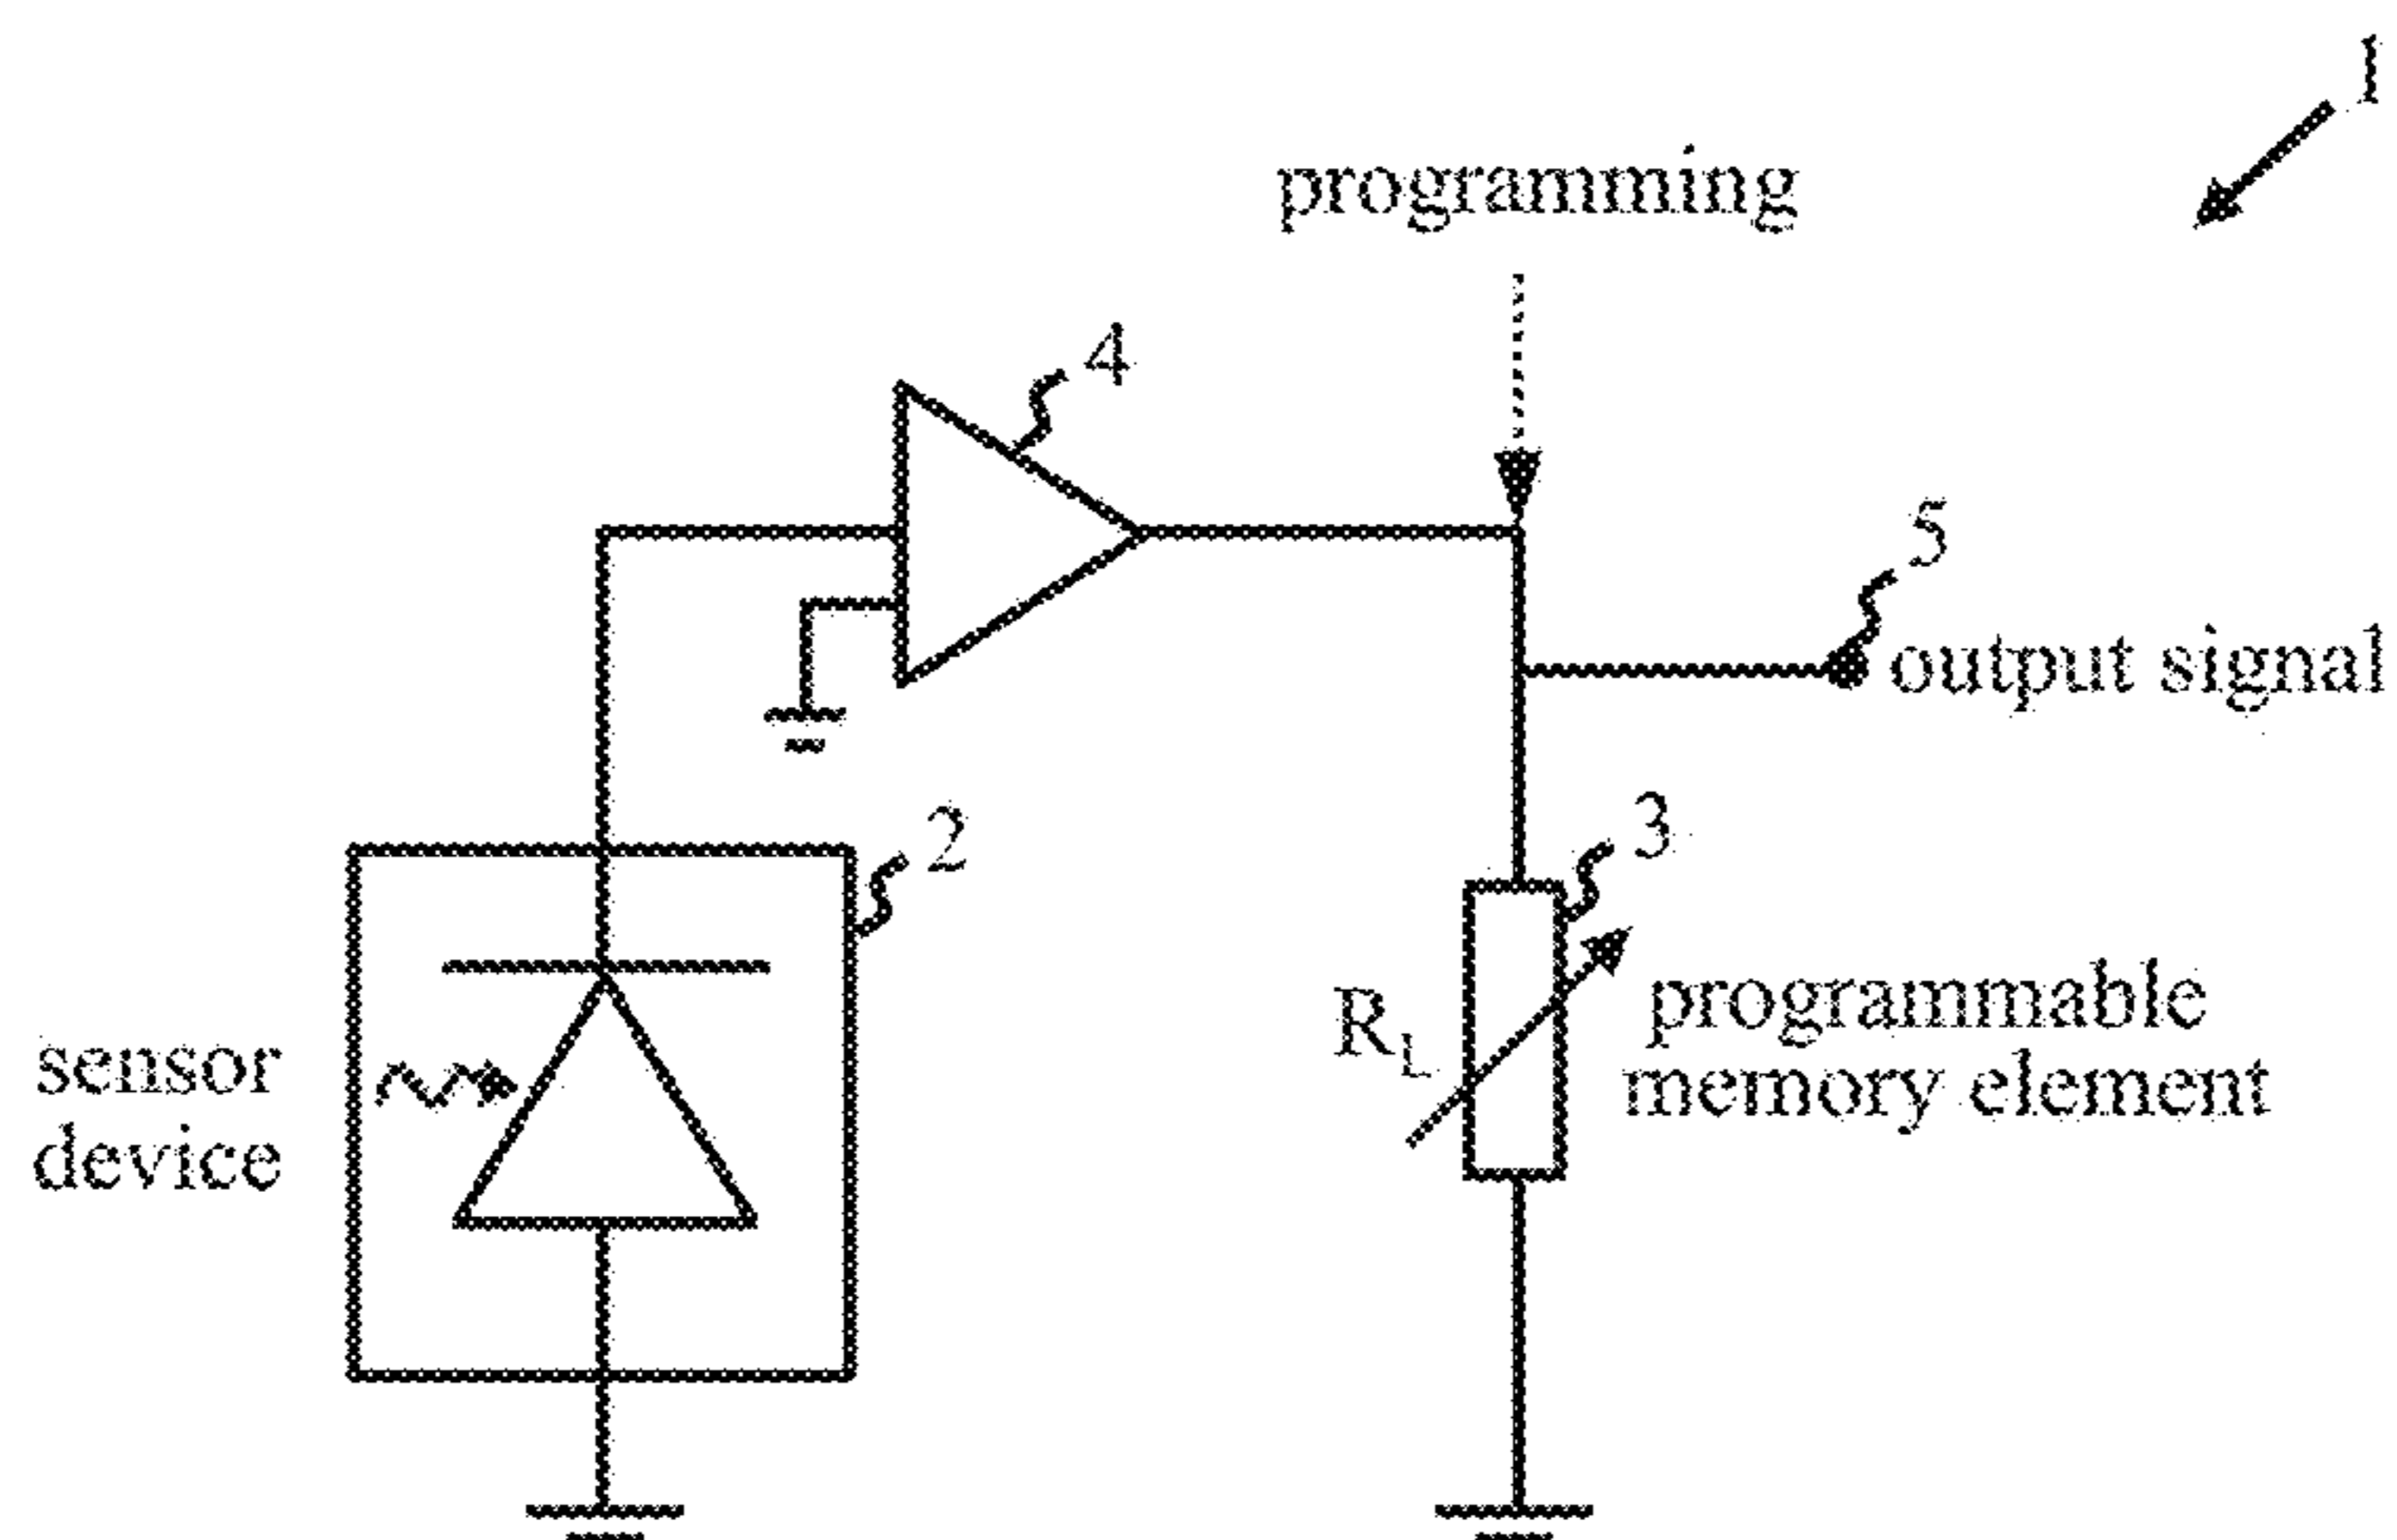 1
programming
4
5
output signal
2
3
R_L
programmable
memory element
sensor
device